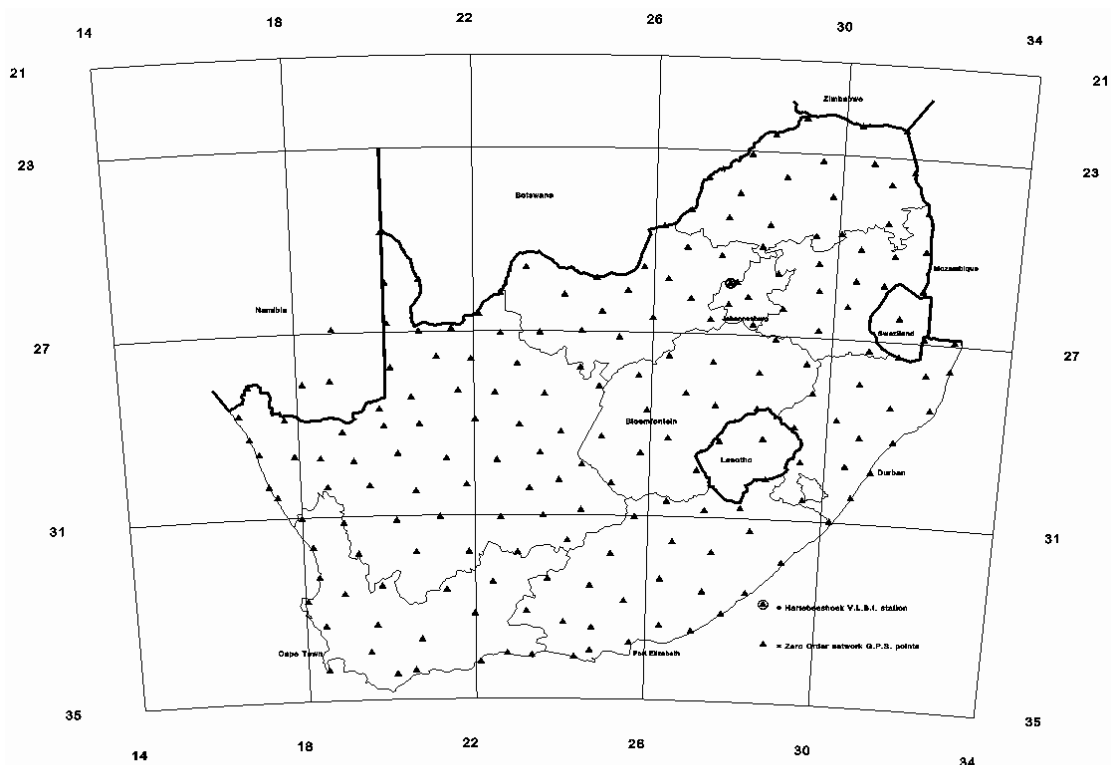 14 18 22 26 30 34
21 21
Zimbabwe
23 23
Botswana
Mozambique
Namibia
Johannesburg
Swaziland
27 27
Bloemfontein
Lesotho
Durban
31 31
= Hartebeeshoek V.L.B.I. station
Cape Town
Port Elizabeth
= Zero Order network G.P.S. points
35 35
14 18 22 26 30 34